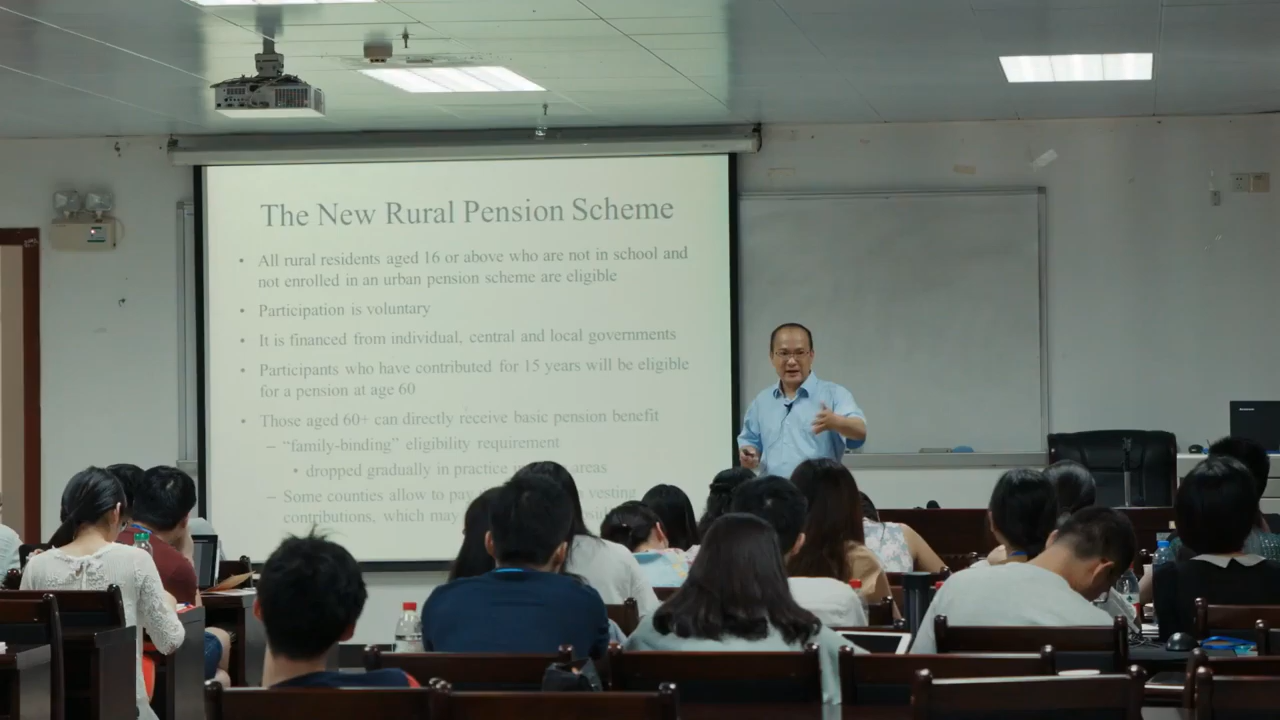 The New Rural Pension Scheme
• All rural residents aged 16 or above who are not in school and
not enrolled in an urban pension scheme are eligible
• Participation is voluntary
• It is financed from individual, central and local governments
• Participants who have contributed for 15 years will be eligible
for a pension at age 60
• Those aged 60+ can directly receive basic pension benefit
– “family-binding” eligibility requirement
• dropped gradually in practice areas
– Some counties allow to pay vesting
contributions, which may